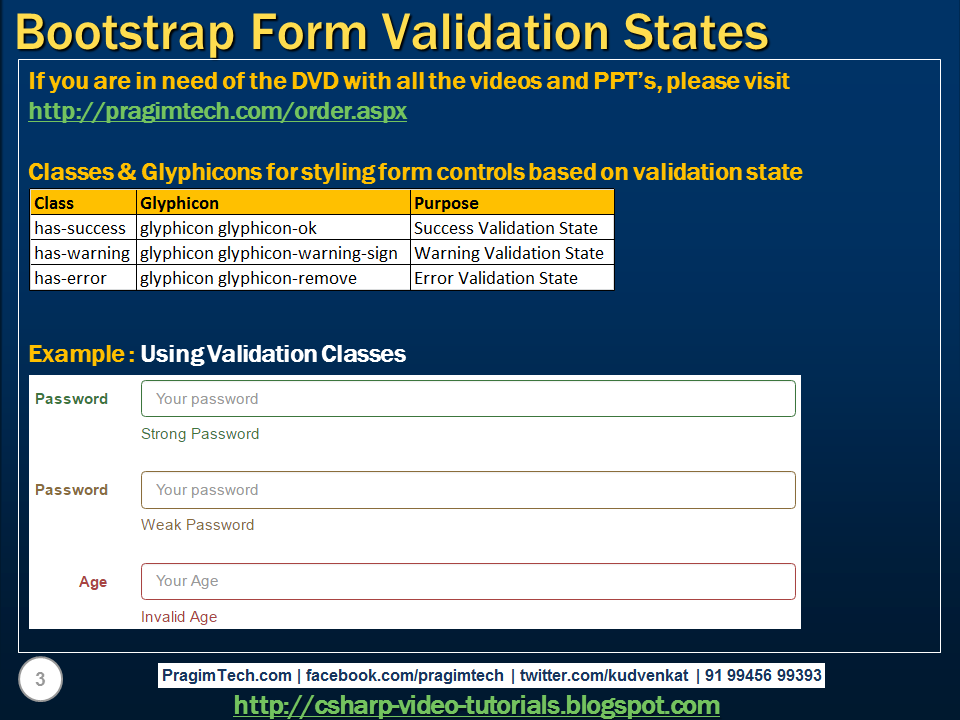 Bootstrap Form Validation States
If you are in need of the DVD with all the videos and PPT's, please visit
http://pragimtech.com/order.aspx
Classes & Glyphicons for styling form controls based on validation state
Class Glyphicon Purpose
has-success glyphicon glyphicon-ok Success Validation State
has-warning glyphicon glyphicon-warning-sign Warning Validation State
has-error glyphicon glyphicon-remove Error Validation State
Example : Using Validation Classes
Password Your password
Strong Password
Password Your password
Weak Password
Age Your Age
Invalid Age
3
PragimTech.com | facebook.com/pragimtech | twitter.com/kudvenkat | 91 99456 99393
http://csharp-video-tutorials.blogspot.com